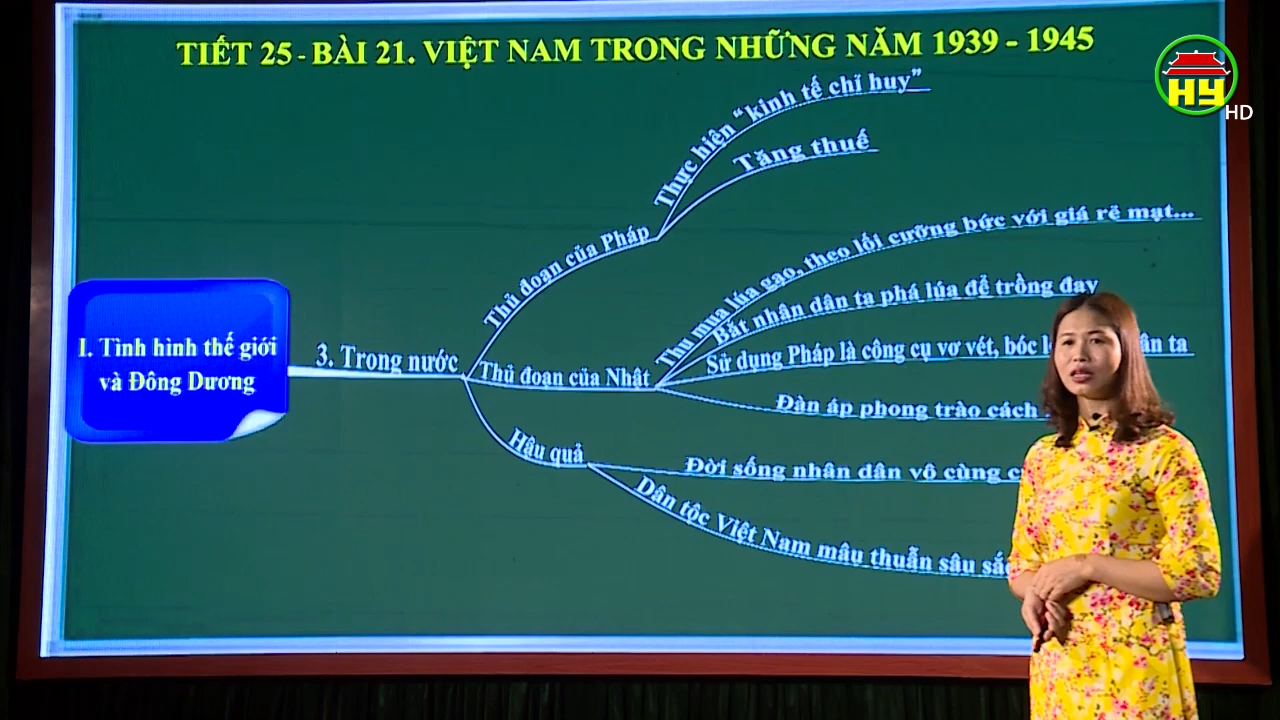 TIẾT 25 - BÀI 21. VIỆT NAM TRONG NHỮNG NĂM 1939 - 1945
HY
HD
Thực hiện “kinh tế chỉ huy”
Tăng thuế
Thủ đoạn của Pháp
Thu mua lúa gạo, theo lối cưỡng bức với giá rẻ mạt...
Bắt nhân dân ta phá lúa để trồng đay
Sử dụng Pháp là công cụ vơ vét, bóc
ta
Thủ đoạn của Nhật
Đàn áp phong trào cách
I. Tình hình thế giới
và Đông Dương
3. Trong nước
Hậu quả
Đời sống nhân dân vô cùng
Dân tộc Việt Nam mâu thuẫn sâu